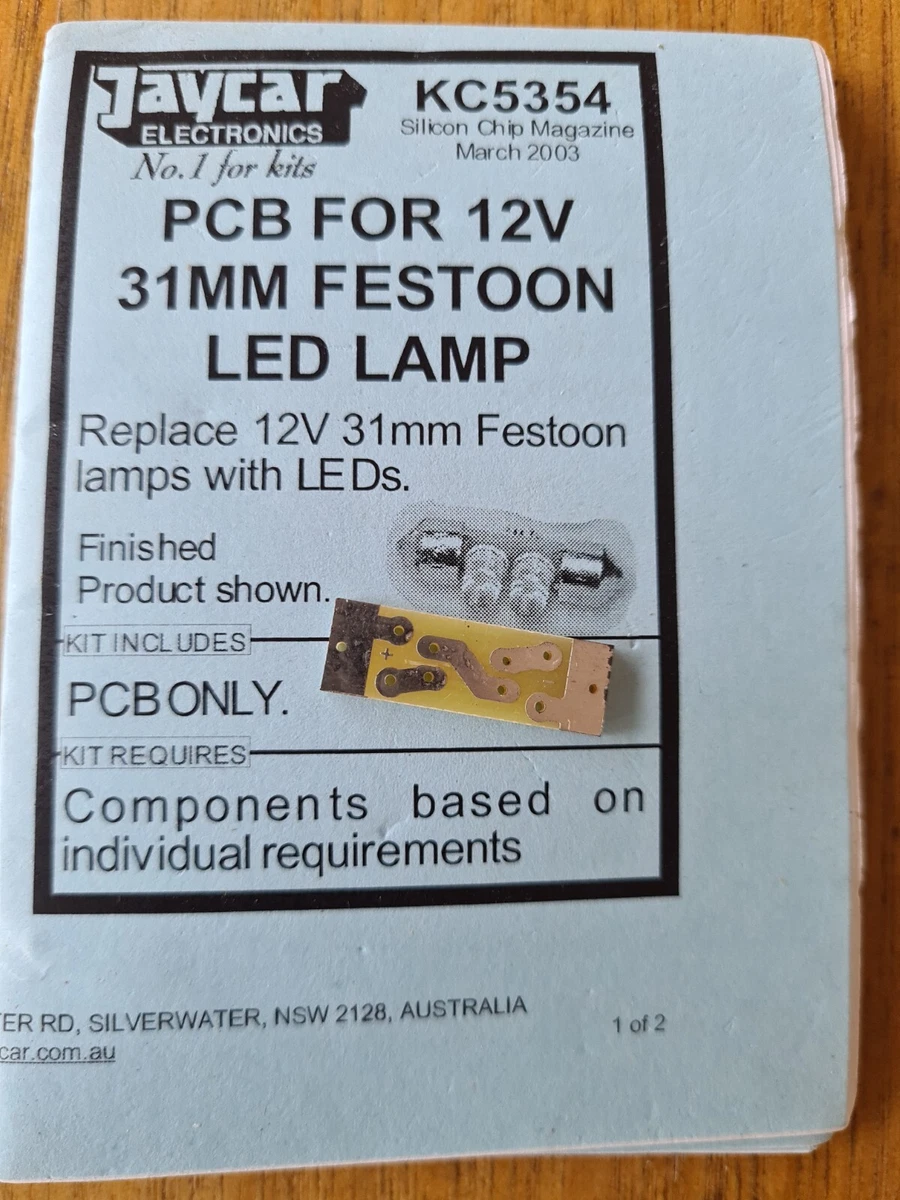 Jaycar
ELECTRONICS
No.1 for kits
KC5354
Silicon Chip Magazine
March 2003
PCB FOR 12V
31MM FESTOON
LED LAMP
Replace 12V 31mm Festoon
lamps with LEDs.
Finished
Product shown.
KIT INCLUDES
+
PCB ONLY.
KIT REQUIRES
Components based on
individual requirements
TER RD, SILVERWATER, NSW 2128, AUSTRALIA
car.com.au
1 of 2